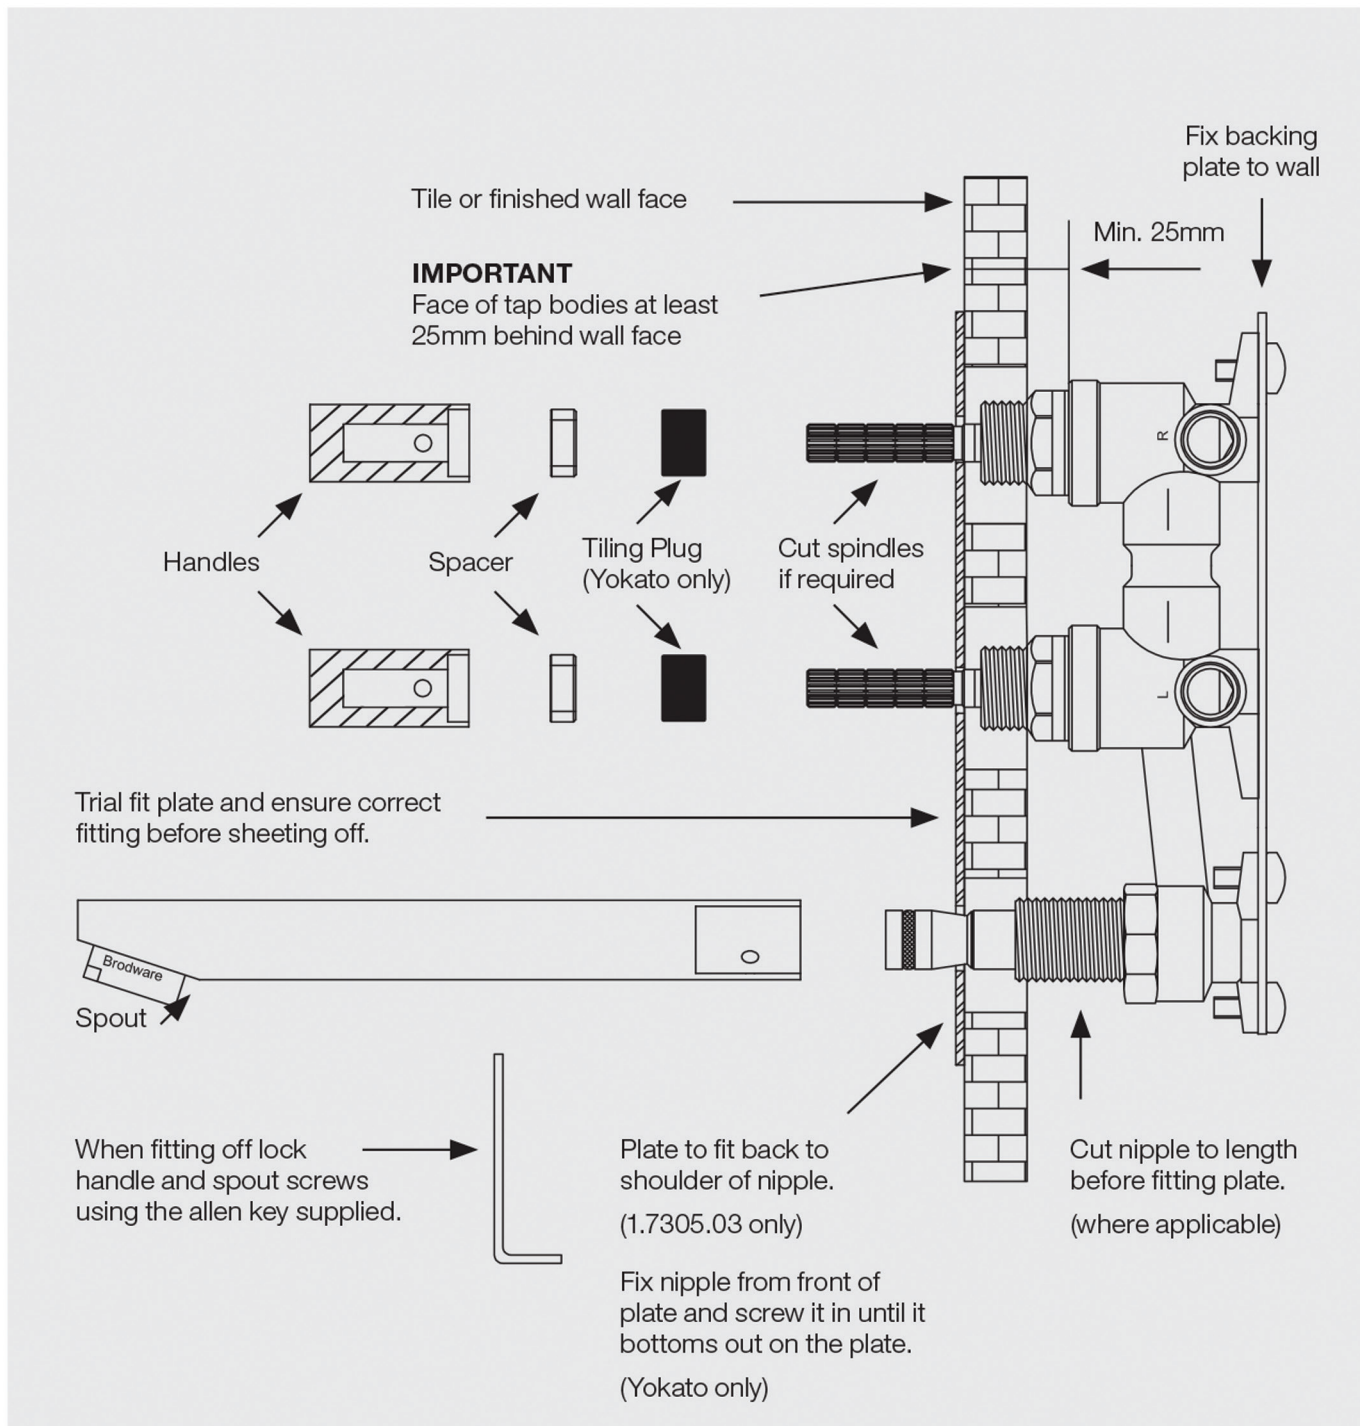 Fix backing
plate to wall
Tile or finished wall face
Min. 25mm
IMPORTANT
Face of tap bodies at least
25mm behind wall face
R
Handles
Spacer
Tiling Plug
(Yokato only)
Cut spindles
if required
L
Trial fit plate and ensure correct
fitting before sheeting off.
Brodware
Spout
When fitting off lock
handle and spout screws
using the allen key supplied.
Plate to fit back to
shoulder of nipple.
(1.7305.03 only)
Fix nipple from front of
plate and screw it in until it
bottoms out on the plate.
(Yokato only)
Cut nipple to length
before fitting plate.
(where applicable)